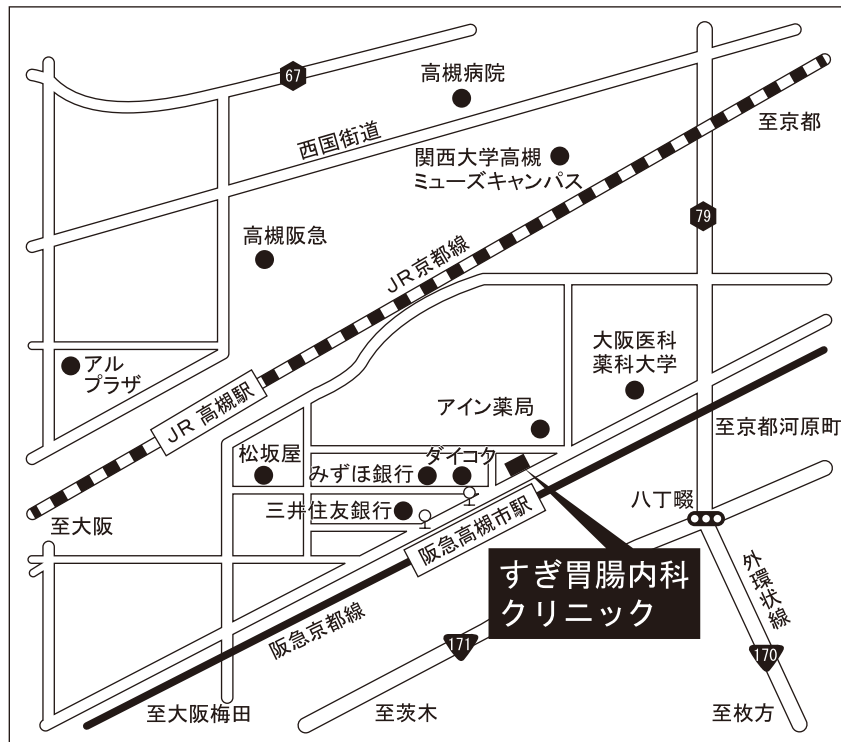 67
高槻病院
西国街道
至京都
関西大学高槻
ミューズキャンパス
79
高槻阪急
JR京都線
アル
プラザ
大阪医科
薬科大学
JR 高槻駅
アイン薬局
至京都河原町
松坂屋
みずほ銀行
ダイコク
八丁畷
三井住友銀行
至大阪
阪急高槻市駅
すぎ胃腸内科
クリニック
外環状線
阪急京都線
171
170
至大阪梅田
至茨木
至枚方